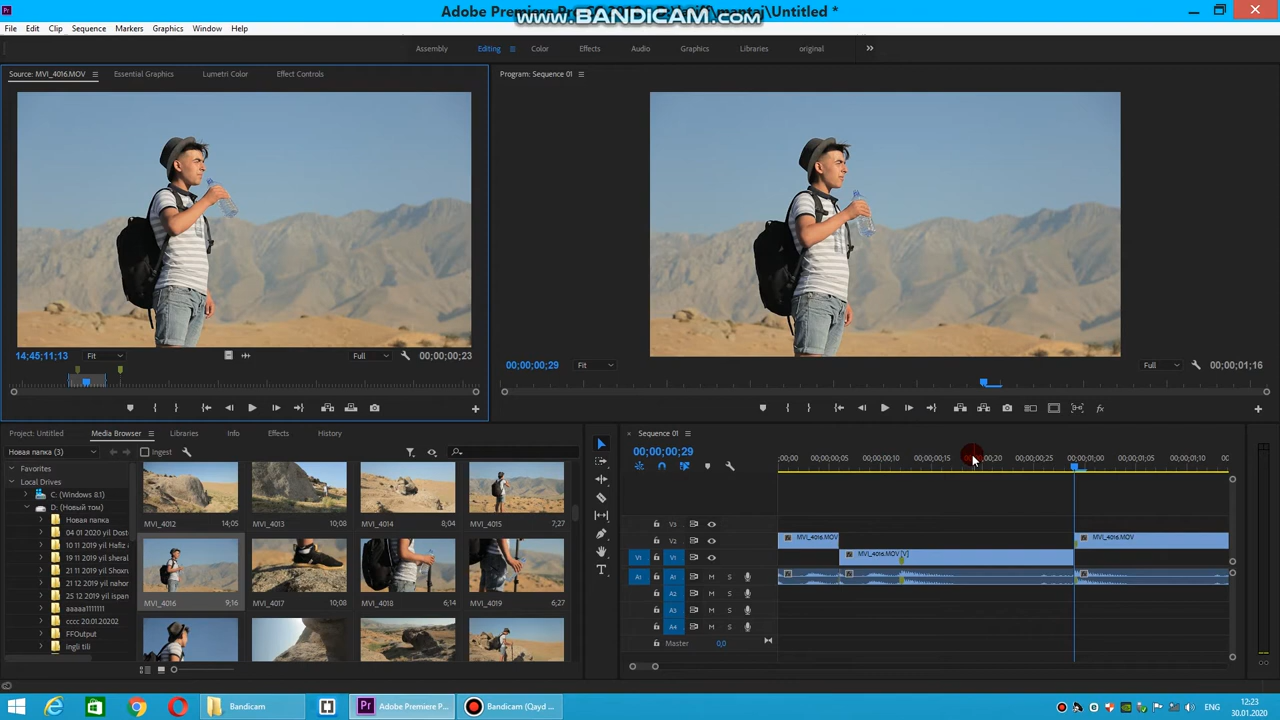 Adobe Premiere Pro
www.BANDICAM.com
montaj\Untitled *
File Edit Clip Sequence Markers Graphics Window Help
Assembly Editing Color Effects Audio Graphics Libraries original
Source: MVI_4016.MOV Essential Graphics Lumetri Color Effect Controls
Program: Sequence 01
14;45;11;13 Fit Full 00;00;00;23
00;00;00;29 Fit Full 00;00;01;16
Project: Untitled Media Browser Libraries Info Effects History
Новая папка (3) Ingest
Favorites
Local Drives
C: (Windows 8.1)
D: (Новый том)
Новая папка
04 01 2020 yil Dost
10 11 2019 yil Hafiz
19 11 2019 yil sheral
21 11 2019 yil Shoxru
21 12 2019 yil nahor
25 12 2019 yil ispan
aaaaa1111111
cccc 20.01.20202
FFOutput
ingli tili
MVI_4012 14;05
MVI_4013 10;08
MVI_4014 8;04
MVI_4015 7;27
MVI_4016 9;16
MVI_4017 10;08
MVI_4018 6;14
MVI_4019 6;27
Sequence 01
00;00;00;29
;00;00 00;00;00;05 00;00;00;10 00;00;00;15 00;00;00;20 00;00;00;25 00;00;01;00 00;00;01;05 00;00;01;10 00
V3
V2
V1 V1
A1 A1 M S
A2 M S
A3 M S
A4 M S
Master 0,0
MVI_4016.MOV
MVI_4016.MOV [V]
MVI_4016.MOV
Bandicam
Adobe Premiere P...
Bandicam (Qayd ...
ENG
12:23
30.01.2020